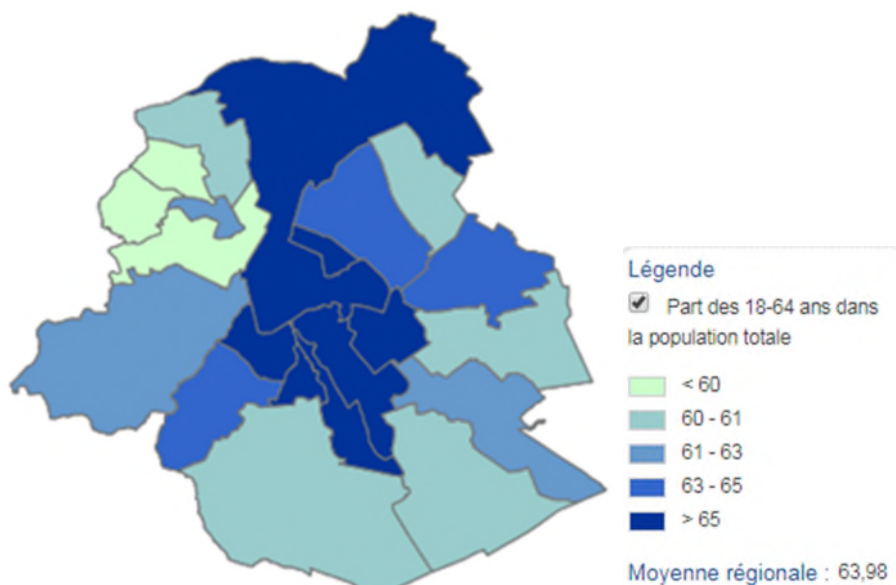 Légende
Part des 18-64 ans dans
la population totale
< 60
60 - 61
61 - 63
63 - 65
> 65
Moyenne régionale : 63,98